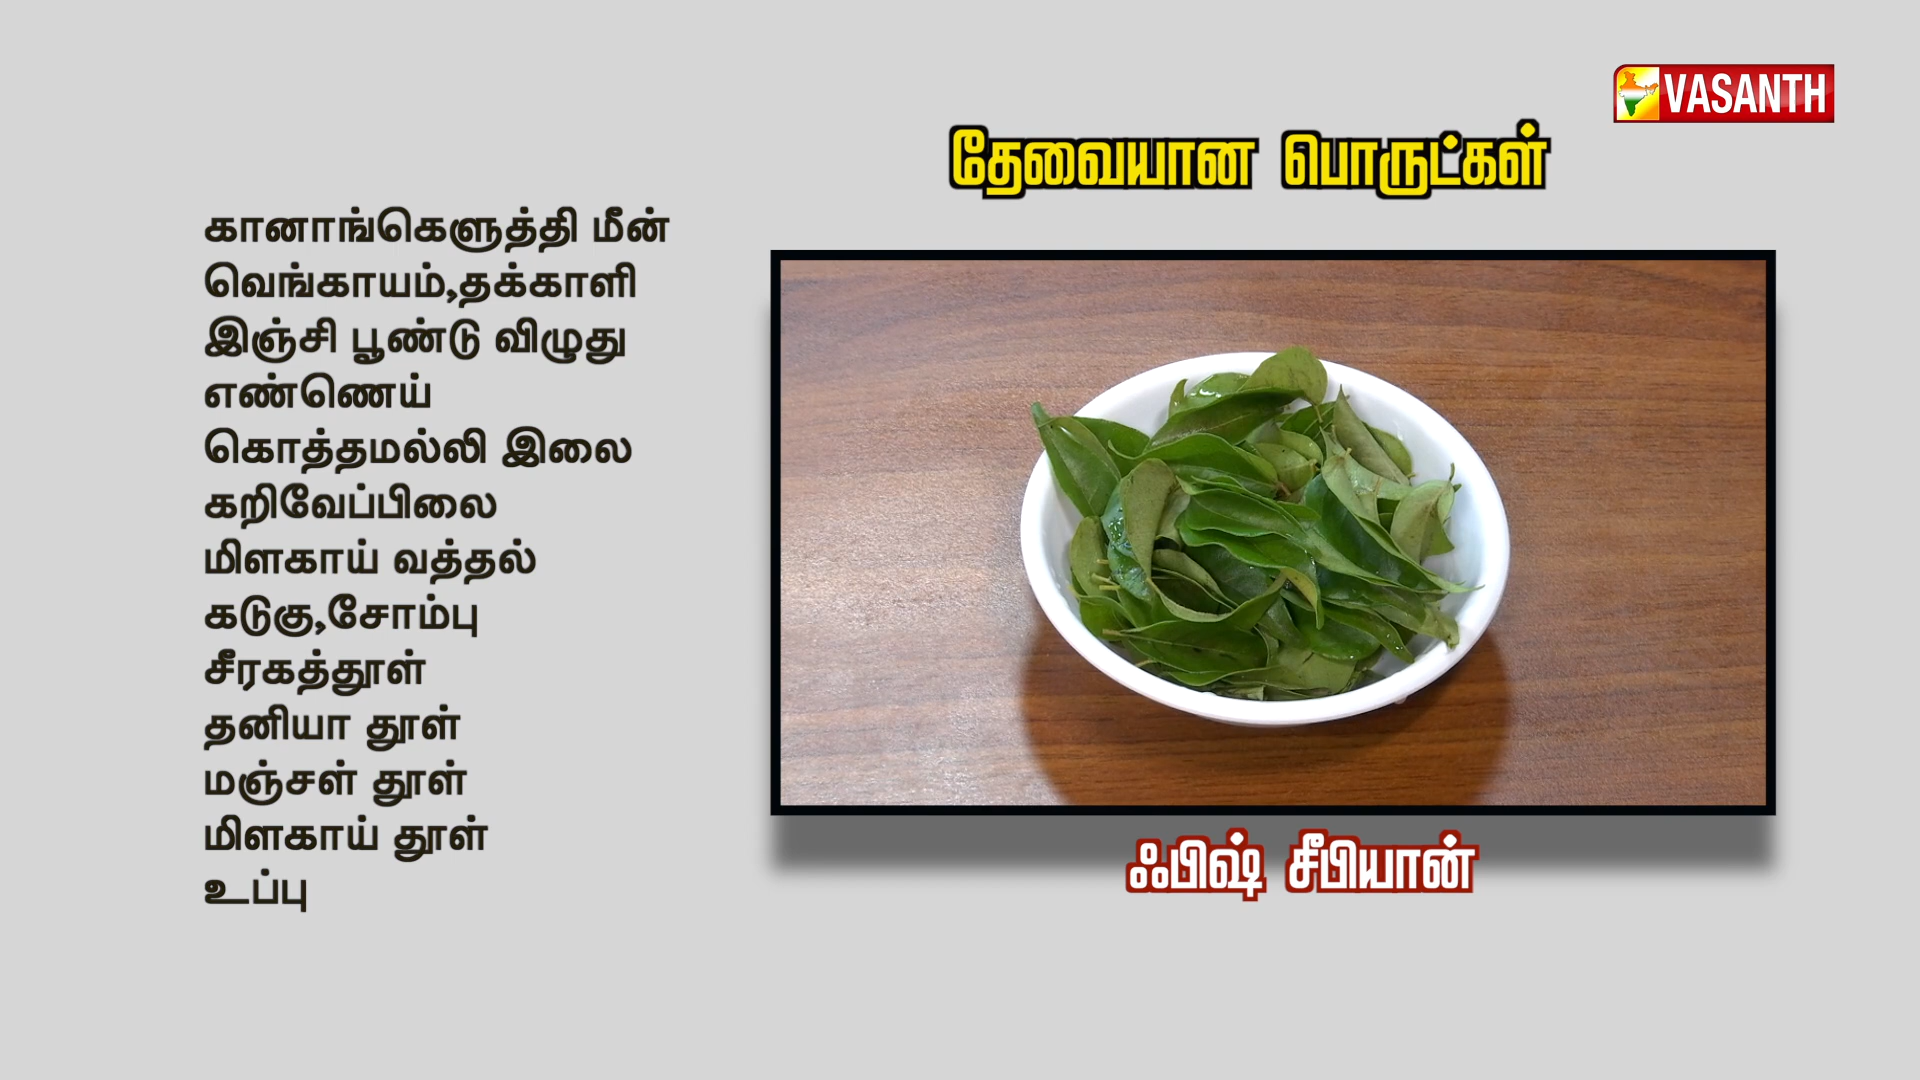 VASANTH
தேவையான பொருட்கள்
கானாங்கெளுத்தி மீன்
வெங்காயம்,தக்காளி
இஞ்சி பூண்டு விழுது
எண்ணெய்
கொத்தமல்லி இலை
கறிவேப்பிலை
மிளகாய் வத்தல்
கடுகு,சோம்பு
சீரகத்தூள்
தனியா தூள்
மஞ்சள் தூள்
மிளகாய் தூள்
உப்பு
ஃபிஷ் சீபியான்